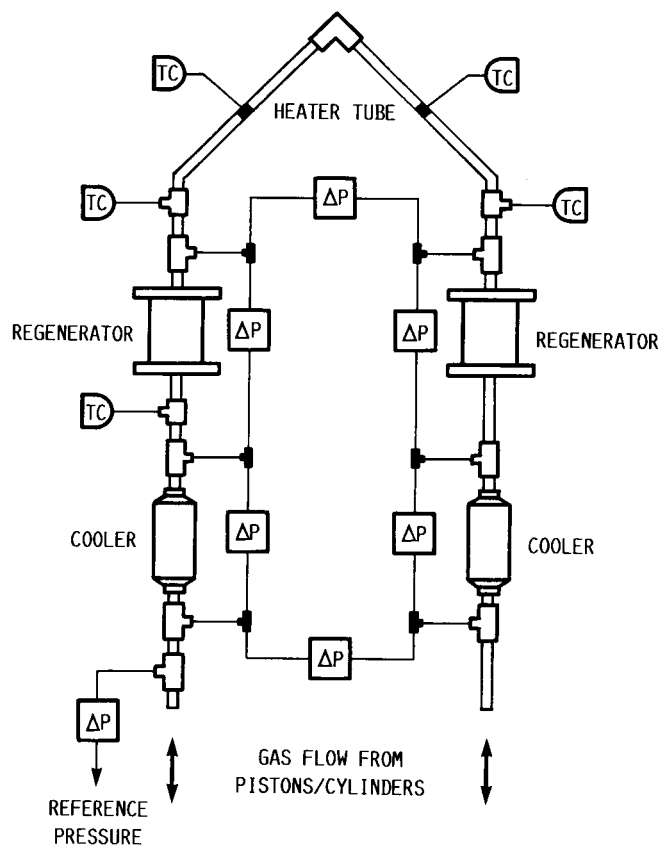 TC
TC
HEATER TUBE
TC
ΔP
TC
REGENERATOR
ΔP
ΔP
REGENERATOR
TC
COOLER
ΔP
ΔP
COOLER
ΔP
ΔP
GAS FLOW FROM
PISTONS/CYLINDERS
REFERENCE
PRESSURE